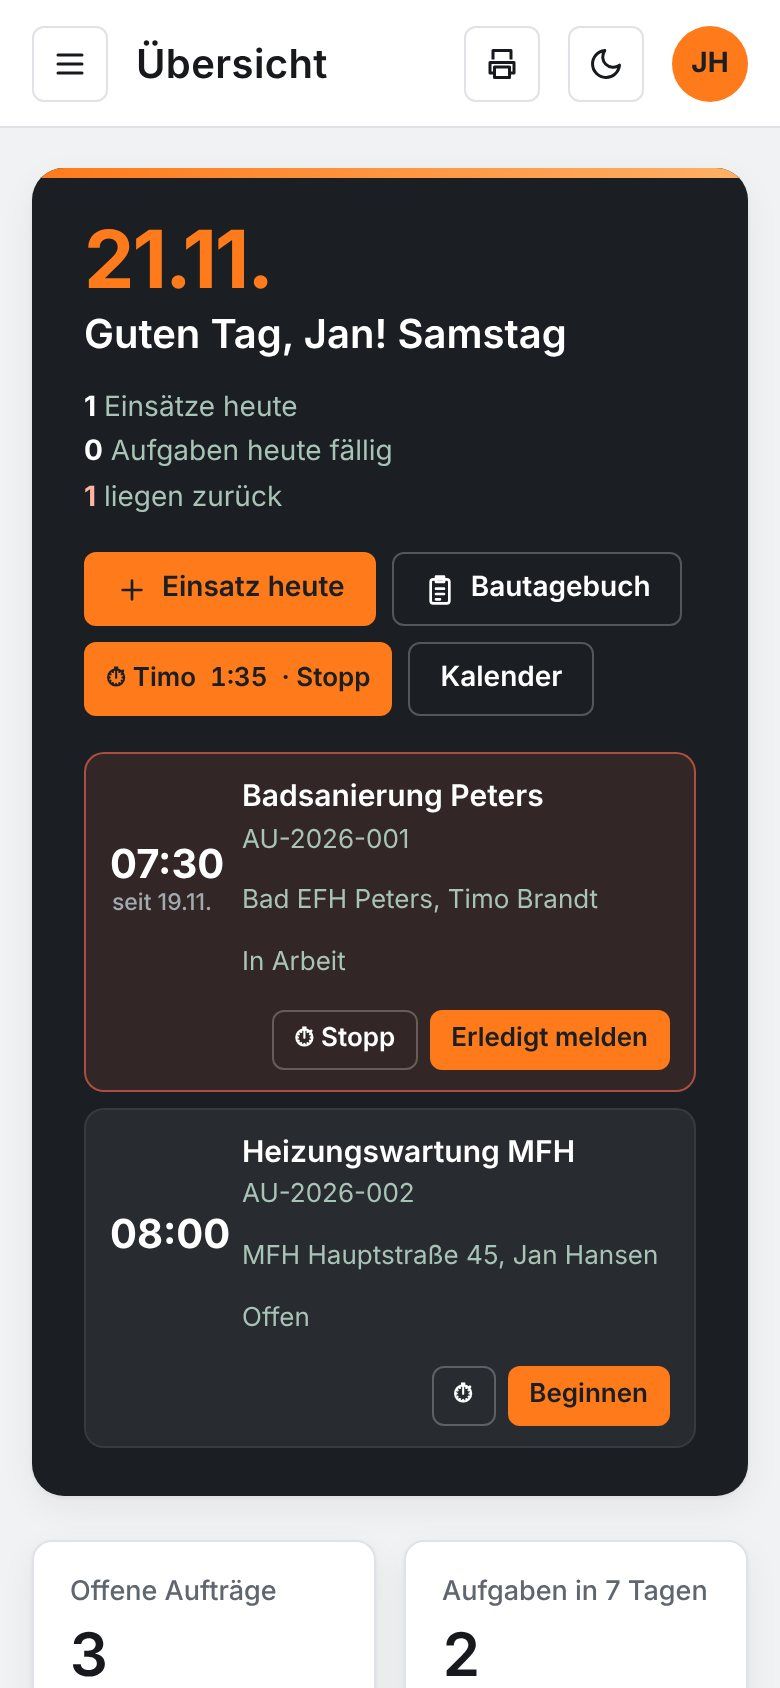 Übersicht
JH
21.11.
Guten Tag, Jan! Samstag
1 Einsätze heute
0 Aufgaben heute fällig
1 liegen zurück
+ Einsatz heute
Bautagebuch
⏱ Timo 1:35 · Stopp
Kalender
Badsanierung Peters
AU-2026-001
07:30
seit 19.11.
Bad EFH Peters, Timo Brandt
In Arbeit
⏱ Stopp
Erledigt melden
Heizungswartung MFH
AU-2026-002
08:00
MFH Hauptstraße 45, Jan Hansen
Offen
⏱
Beginnen
Offene Aufträge
3
Aufgaben in 7 Tagen
2